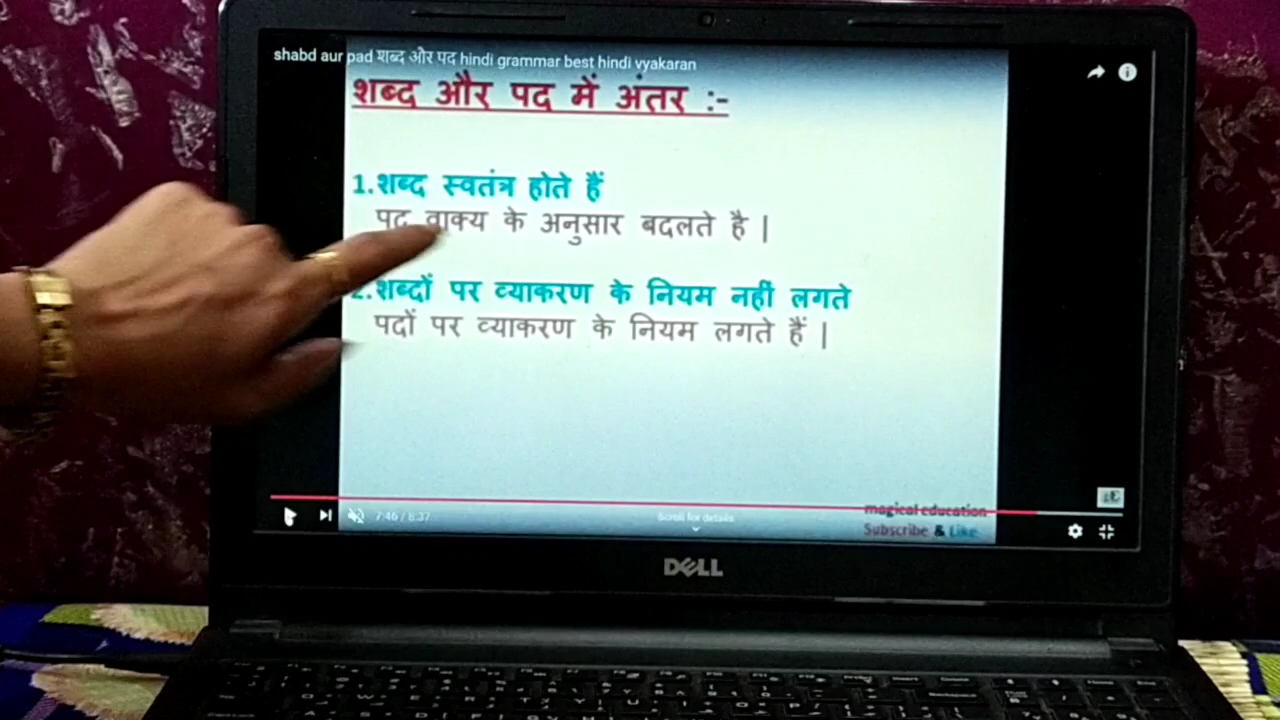 shabd aur pad शब्द और पद hindi grammar best hindi vyakaran
शब्द और पद में अंतर :-
1.शब्द स्वतंत्र होते हैं
पद वाक्य के अनुसार बदलते है |
2.शब्दों पर व्याकरण के नियम नहीं लगते
पदों पर व्याकरण के नियम लगते हैं |
magical education
Subscribe & Like
7:46 / 8:37
Scroll for details
DELL